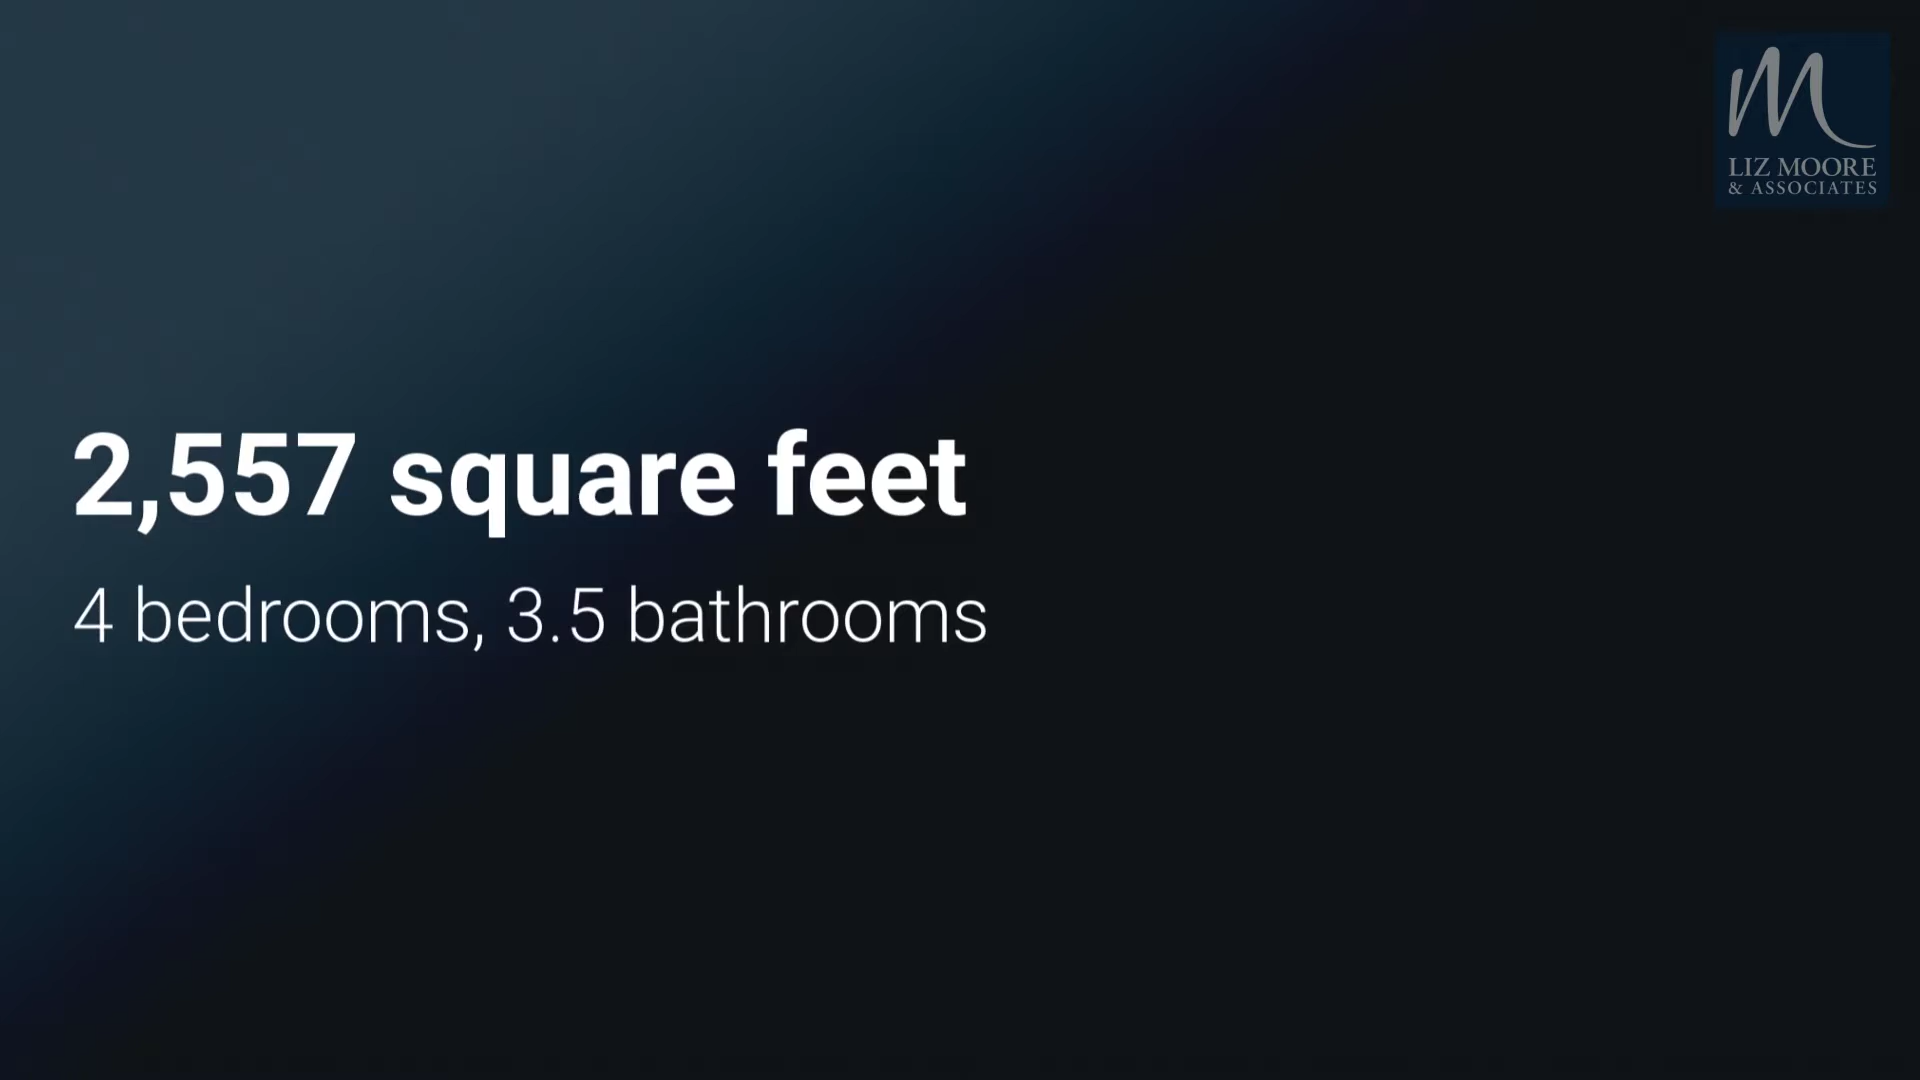 M
LIZ MOORE
& ASSOCIATES
2,557 square feet
4 bedrooms, 3.5 bathrooms